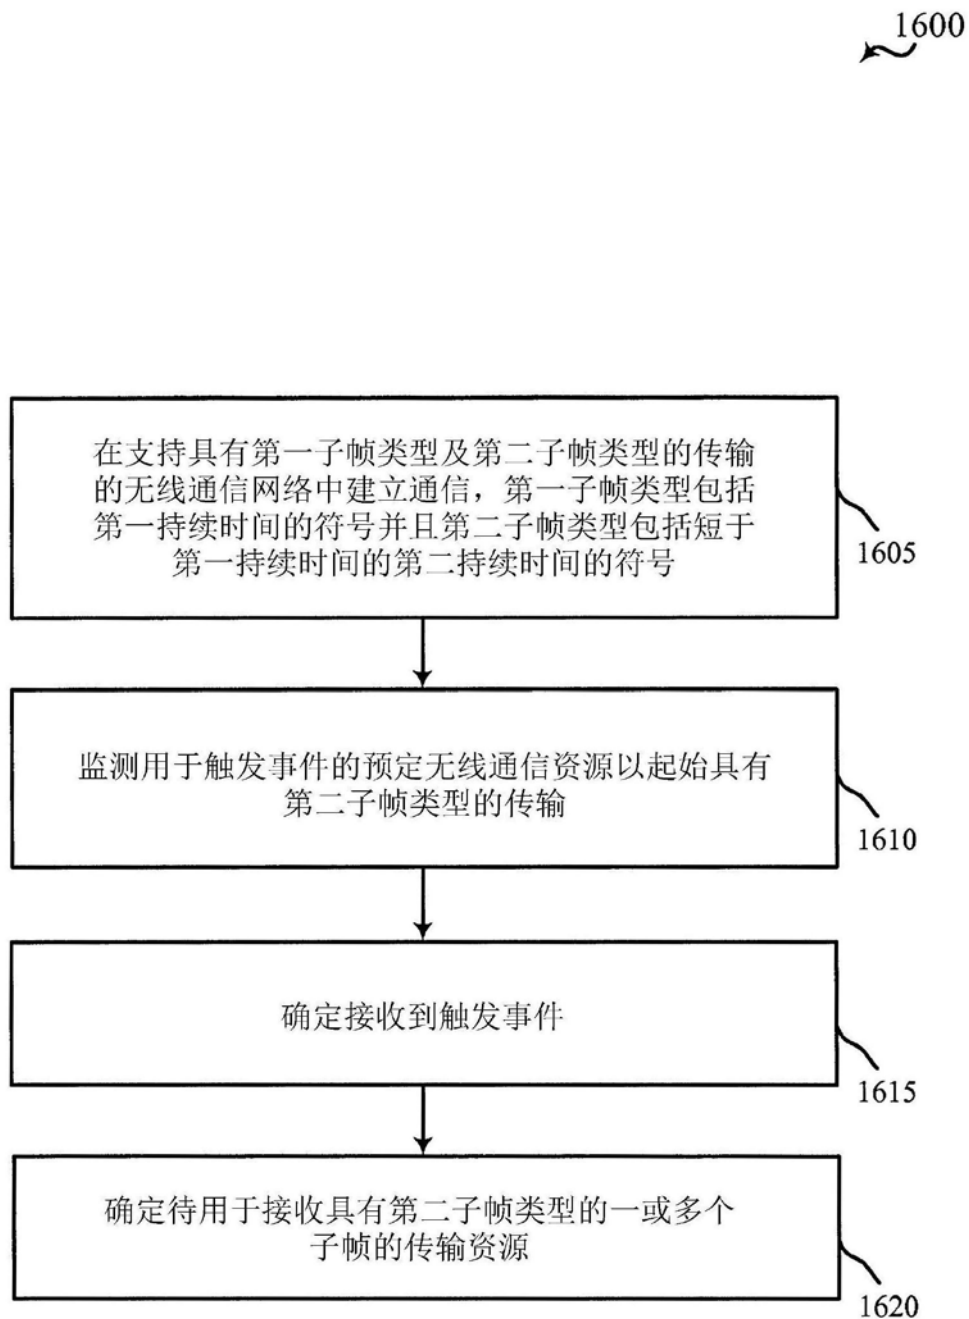 1600
在支持具有第一子帧类型及第二子帧类型的传输
的无线通信网络中建立通信，第一子帧类型包括
第一持续时间的符号并且第二子帧类型包括短于
第一持续时间的第二持续时间的符号
1605
监测用于触发事件的预定无线通信资源以起始具有
第二子帧类型的传输
1610
确定接收到触发事件
1615
确定待用于接收具有第二子帧类型的一或多个
子帧的传输资源
1620